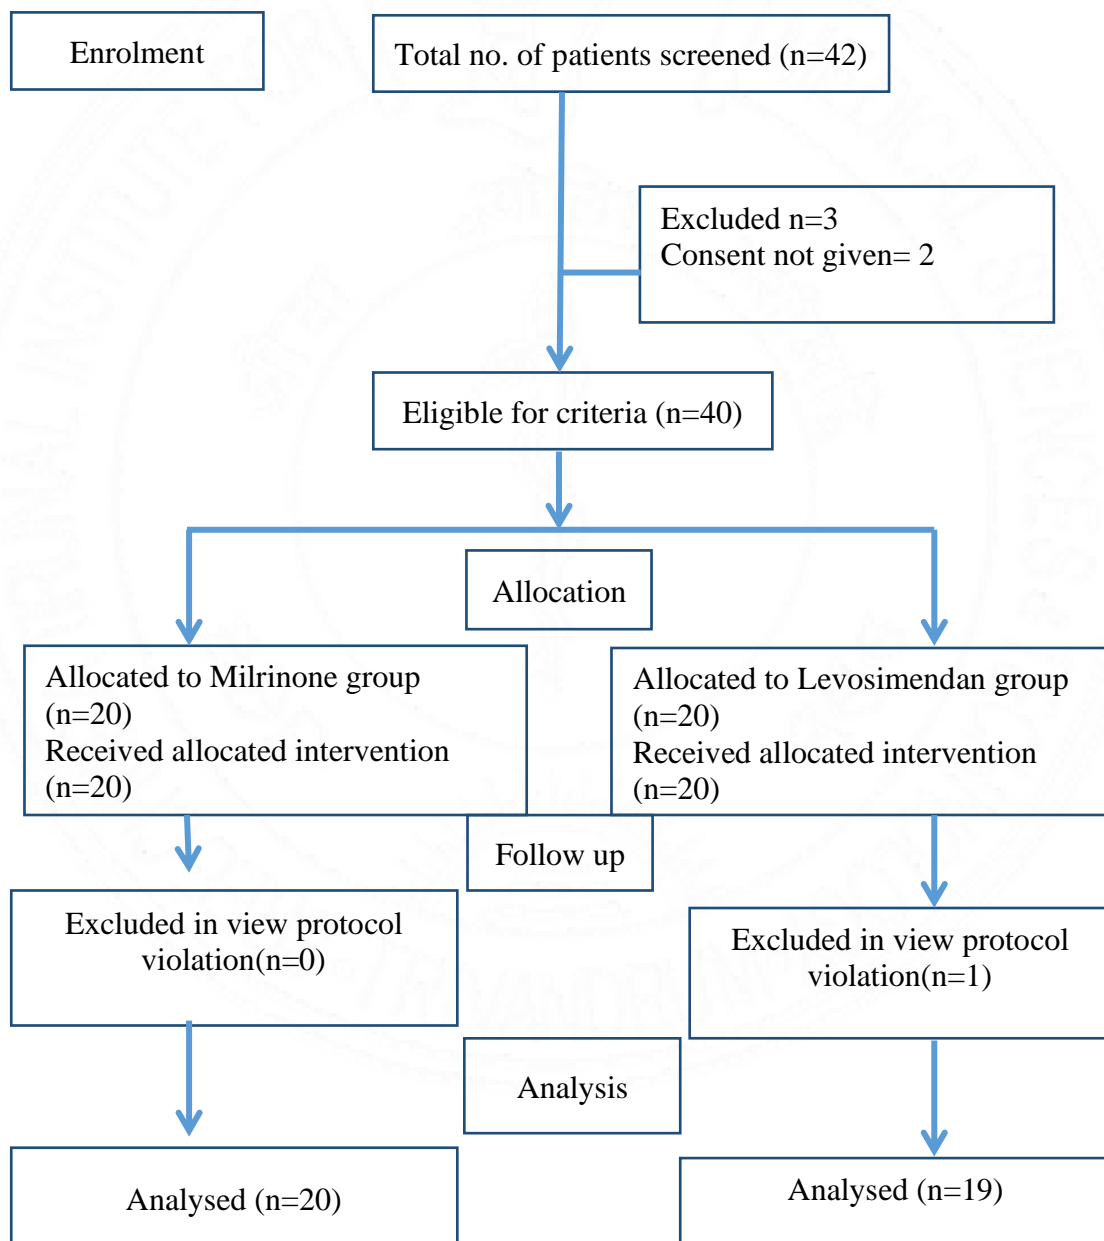 Enrolment
Total no. of patients screened (n=42)
Excluded n=3
Consent not given= 2
Eligible for criteria (n=40)
Allocation
Allocated to Milrinone group
(n=20)
Received allocated intervention
(n=20)
Allocated to Levosimendan group
(n=20)
Received allocated intervention
(n=20)
Follow up
Excluded in view protocol
violation(n=0)
Excluded in view protocol
violation(n=1)
Analysis
Analysed (n=20)
Analysed (n=19)